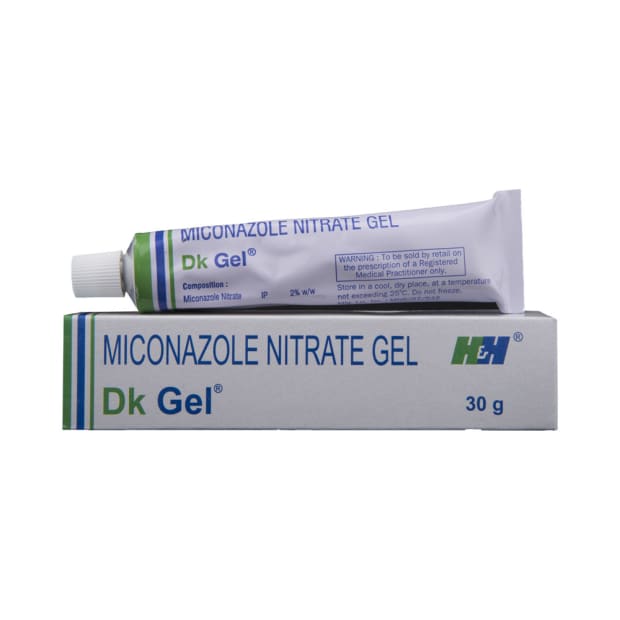 MICONAZOLE NITRATE GEL
Dk Gel®
Composition :
Miconazole Nitrate IP 2% w/w
WARNING : To be sold by retail on
the prescription of a Registered
Medical Practitioner only.
Store in a cool, dry place, at a temperature
not exceeding 25°C. Do not freeze.
MICONAZOLE NITRATE GEL
H&H®
Dk Gel®
30 g